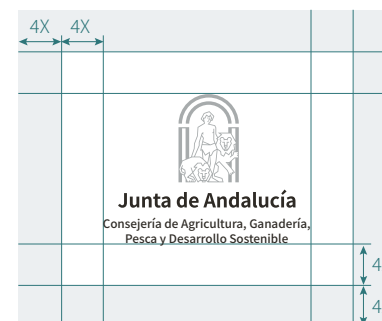 4X 4X
Junta de Andalucía
Consejería de Agricultura, Ganadería,
Pesca y Desarrollo Sostenible
4
4